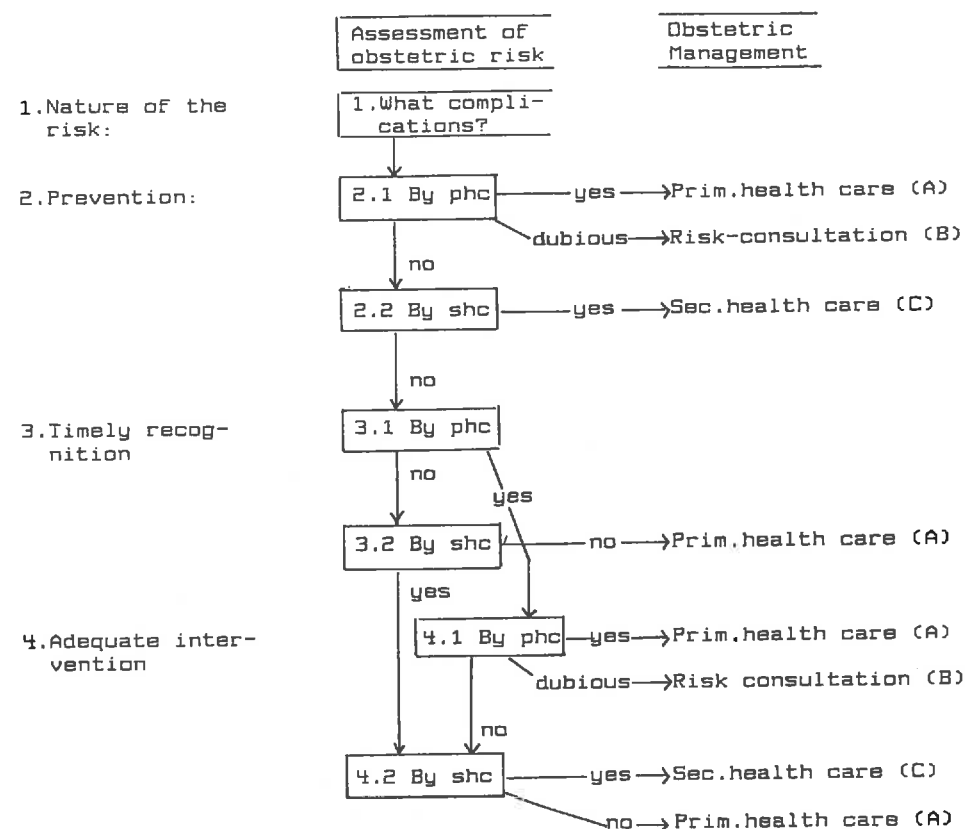 Assessment of
obstetric risk
Obstetric
Management
1.Nature of the
risk:
1.What compli-
cations?
2.Prevention:
2.1 By phc
yes
Prim.health care (A)
dubious
Risk-consultation (B)
no
2.2 By shc
yes
Sec.health care (C)
no
3.Timely recog-
nition
3.1 By phc
no
yes
3.2 By shc
no
Prim.health care (A)
yes
4.Adequate inter-
vention
4.1 By phc
yes
Prim.health care (A)
dubious
Risk consultation (B)
no
4.2 By shc
yes
Sec.health care (C)
no
Prim.health care (A)